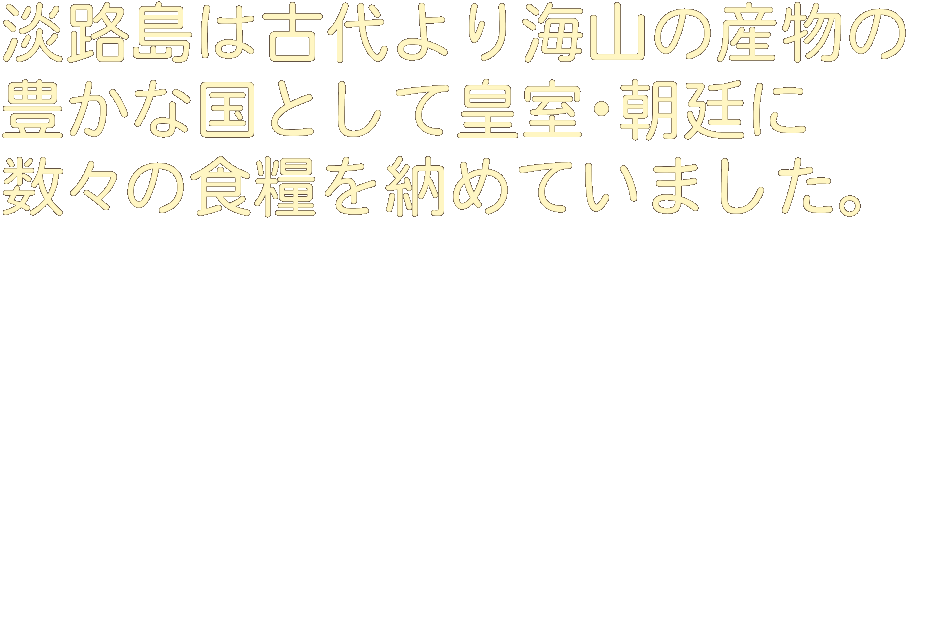 淡路島は古代より海山の産物の
豊かな国として皇室・朝廷に
数々の食糧を納めていました。